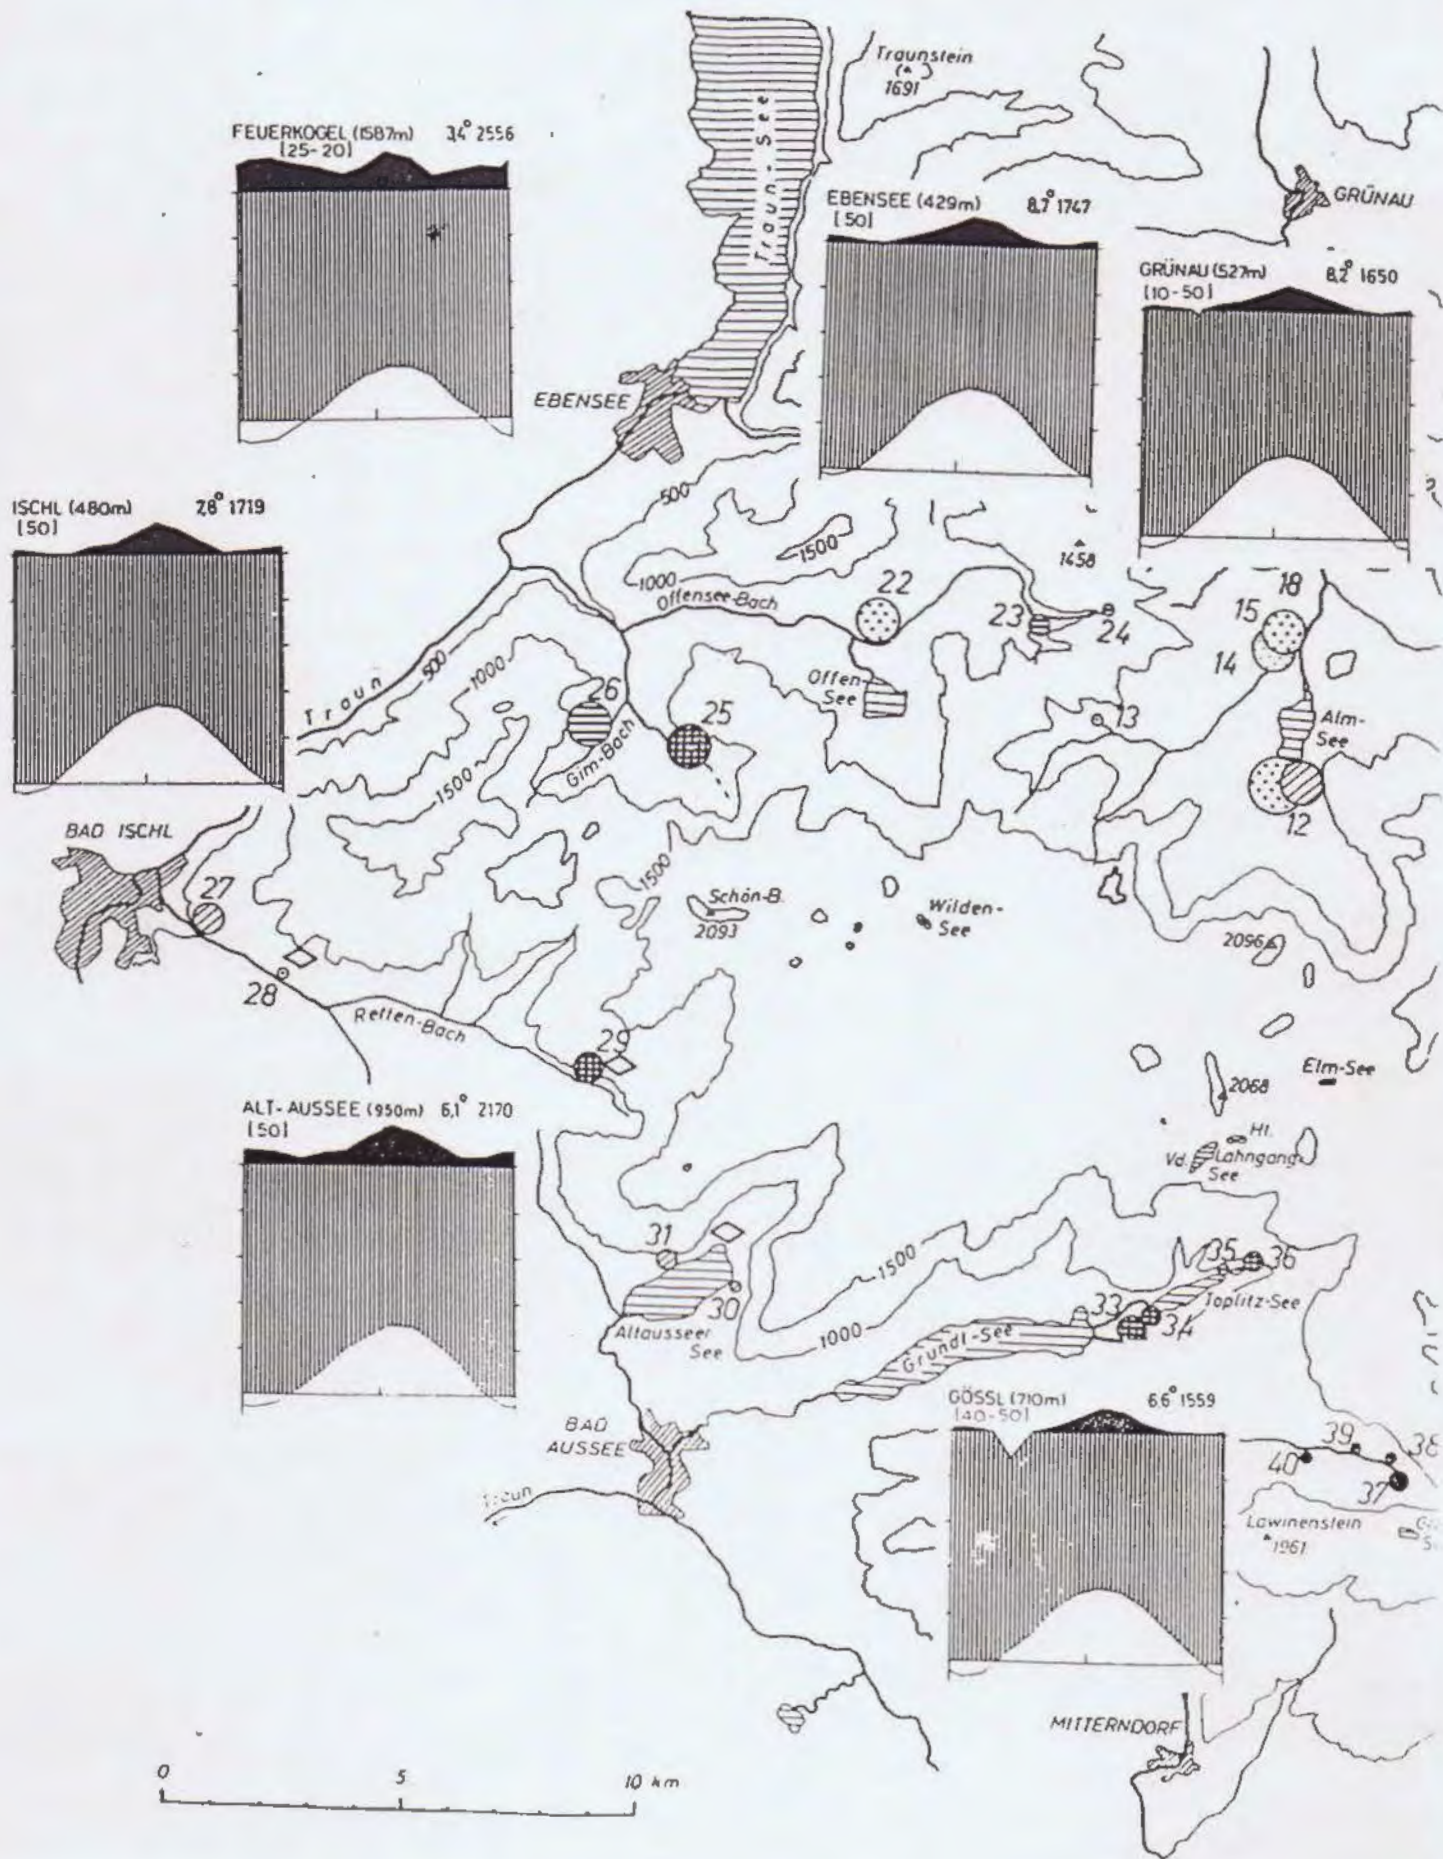 Traunstein
1691
FEUERKOGEL (1587m) 3,4° 2556
[25-20]
Traun-See
GRÜNAU
EBENSEE (429m) 8,7° 1747
[50]
GRÜNAU (527m) 8,2° 1650
[10-50]
EBENSEE
ISCHL (480m) 7,8° 1719
[50]
500
1500
1458
1000
Offensee-Bach
22
23
24
18
15
14
Traun
500
1000
26
25
Offen-
See
13
Alm-
See
Gim-Bach
1500
12
BAD ISCHL
27
1500
Schön-B.
2093
Wilden-
See
2096
28
Retten-Bach
29
Elm-See
2068
ALT-AUSSEE (950m) 6,1° 2170
[50]
Hl.
Vd. Lahngang
See
31
30
Altausseer
See
1500
1000
35
36
Toplitz-See
33
34
Grundl-See
BAD
AUSSEE
Traun
GÖSSL (710m) 6,6° 1559
[40-50]
39
38
40
37
Lawinenstein
1961
MITTERNDORF
0 5 10 km